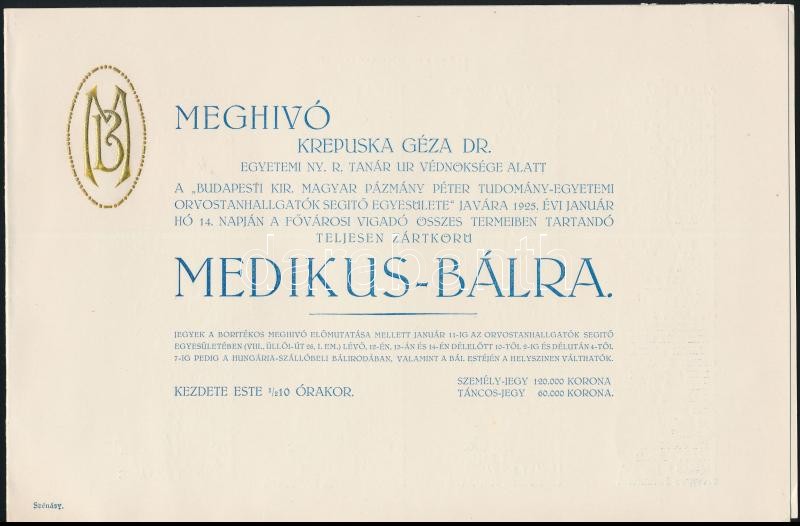 MB
MEGHIVÓ
KREPUSKA GÉZA DR.
EGYETEMI NY. R. TANÁR UR VÉDNÖKSÉGE ALATT
A „BUDAPESTI KIR. MAGYAR PÁZMÁNY PÉTER TUDOMÁNY-EGYETEMI
ORVOSTANHALLGATÓK SEGITŐ EGYESÜLETE“ JAVÁRA 1925. ÉVI JANUÁR
HÓ 14. NAPJÁN A FŐVÁROSI VIGADÓ ÖSSZES TERMEIBEN TARTANDÓ
TELJESEN ZÁRTKÖRÜ
MEDIKUS-BÁLRA.
JEGYEK A BORITÉKOS MEGHIVÓ ELŐMUTATÁSA MELLETT JANUÁR 11-IG AZ ORVOSTANHALLGATÓK SEGITŐ
EGYESÜLETÉBEN (VIII., ÜLLŐI-ÚT 26, I. EM.) LÉVŐ, 12-ÉN, 13-ÁN ÉS 14-ÉN DÉLELŐTT 10-TŐL 2-IG ÉS DÉLUTÁN 4-TŐL
7-IG PEDIG A HUNGÁRIA-SZÁLLÓBELI BÁLIRODÁBAN, VALAMINT A BÁL ESTÉJÉN A HELYSZINEN VÁLTHATÓK.
KEZDETE ESTE ½10 ÓRAKOR.
SZEMÉLY-JEGY 120.000 KORONA
TÁNCOS-JEGY 60.000 KORONA.
Szénásy.
darabanth